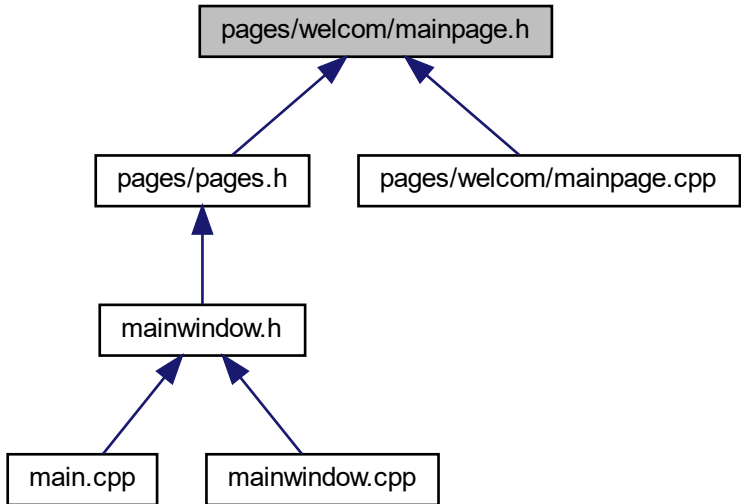 pages/welcom/mainpage.h
pages/pages.h
pages/welcom/mainpage.cpp
mainwindow.h
main.cpp
mainwindow.cpp